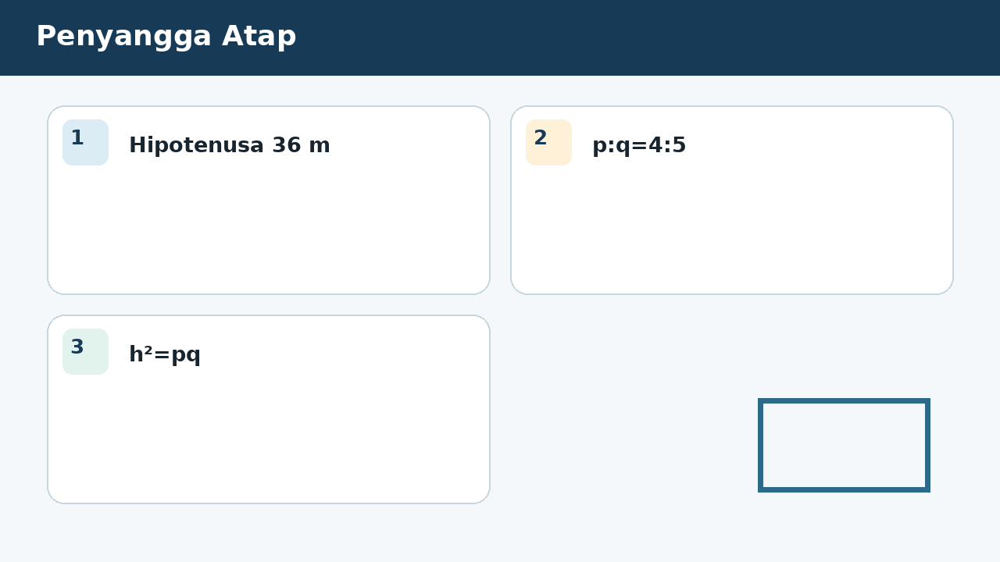 Penyangga Atap
1
Hipotenusa 36 m
2
p:q=4:5
3
h²=pq